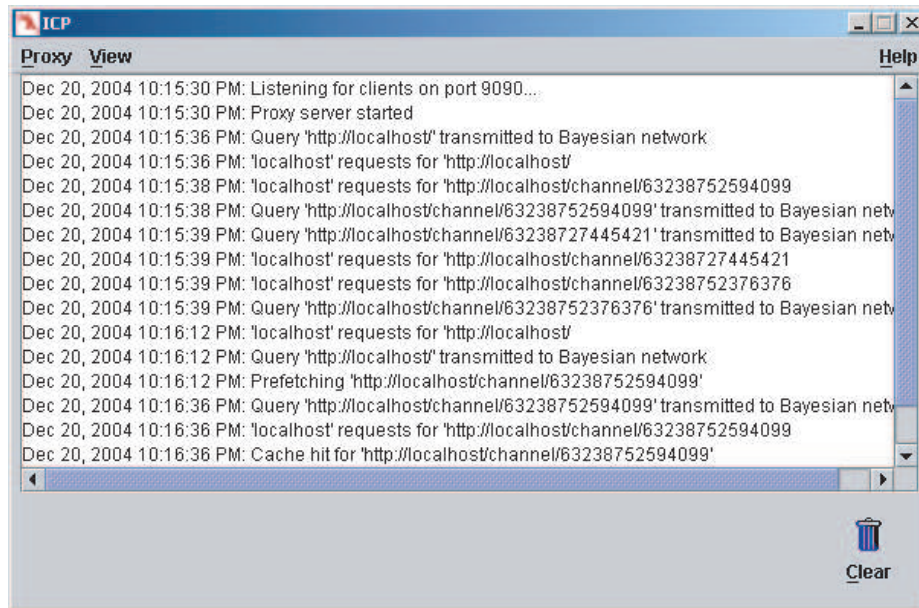 ICP
Proxy View Help
Dec 20, 2004 10:15:30 PM: Listening for clients on port 9090...
Dec 20, 2004 10:15:30 PM: Proxy server started
Dec 20, 2004 10:15:36 PM: Query 'http://localhost/' transmitted to Bayesian network
Dec 20, 2004 10:15:36 PM: 'localhost' requests for 'http://localhost/
Dec 20, 2004 10:15:38 PM: 'localhost' requests for 'http://localhost/channel/63238752594099
Dec 20, 2004 10:15:38 PM: Query 'http://localhost/channel/63238752594099' transmitted to Bayesian netw
Dec 20, 2004 10:15:39 PM: Query 'http://localhost/channel/63238727445421' transmitted to Bayesian netw
Dec 20, 2004 10:15:39 PM: 'localhost' requests for 'http://localhost/channel/63238727445421
Dec 20, 2004 10:15:39 PM: 'localhost' requests for 'http://localhost/channel/63238752376376
Dec 20, 2004 10:15:39 PM: Query 'http://localhost/channel/63238752376376' transmitted to Bayesian netw
Dec 20, 2004 10:16:12 PM: 'localhost' requests for 'http://localhost/
Dec 20, 2004 10:16:12 PM: Query 'http://localhost/' transmitted to Bayesian network
Dec 20, 2004 10:16:12 PM: Prefetching 'http://localhost/channel/63238752594099'
Dec 20, 2004 10:16:36 PM: Query 'http://localhost/channel/63238752594099' transmitted to Bayesian netw
Dec 20, 2004 10:16:36 PM: 'localhost' requests for 'http://localhost/channel/63238752594099
Dec 20, 2004 10:16:36 PM: Cache hit for 'http://localhost/channel/63238752594099'
Clear